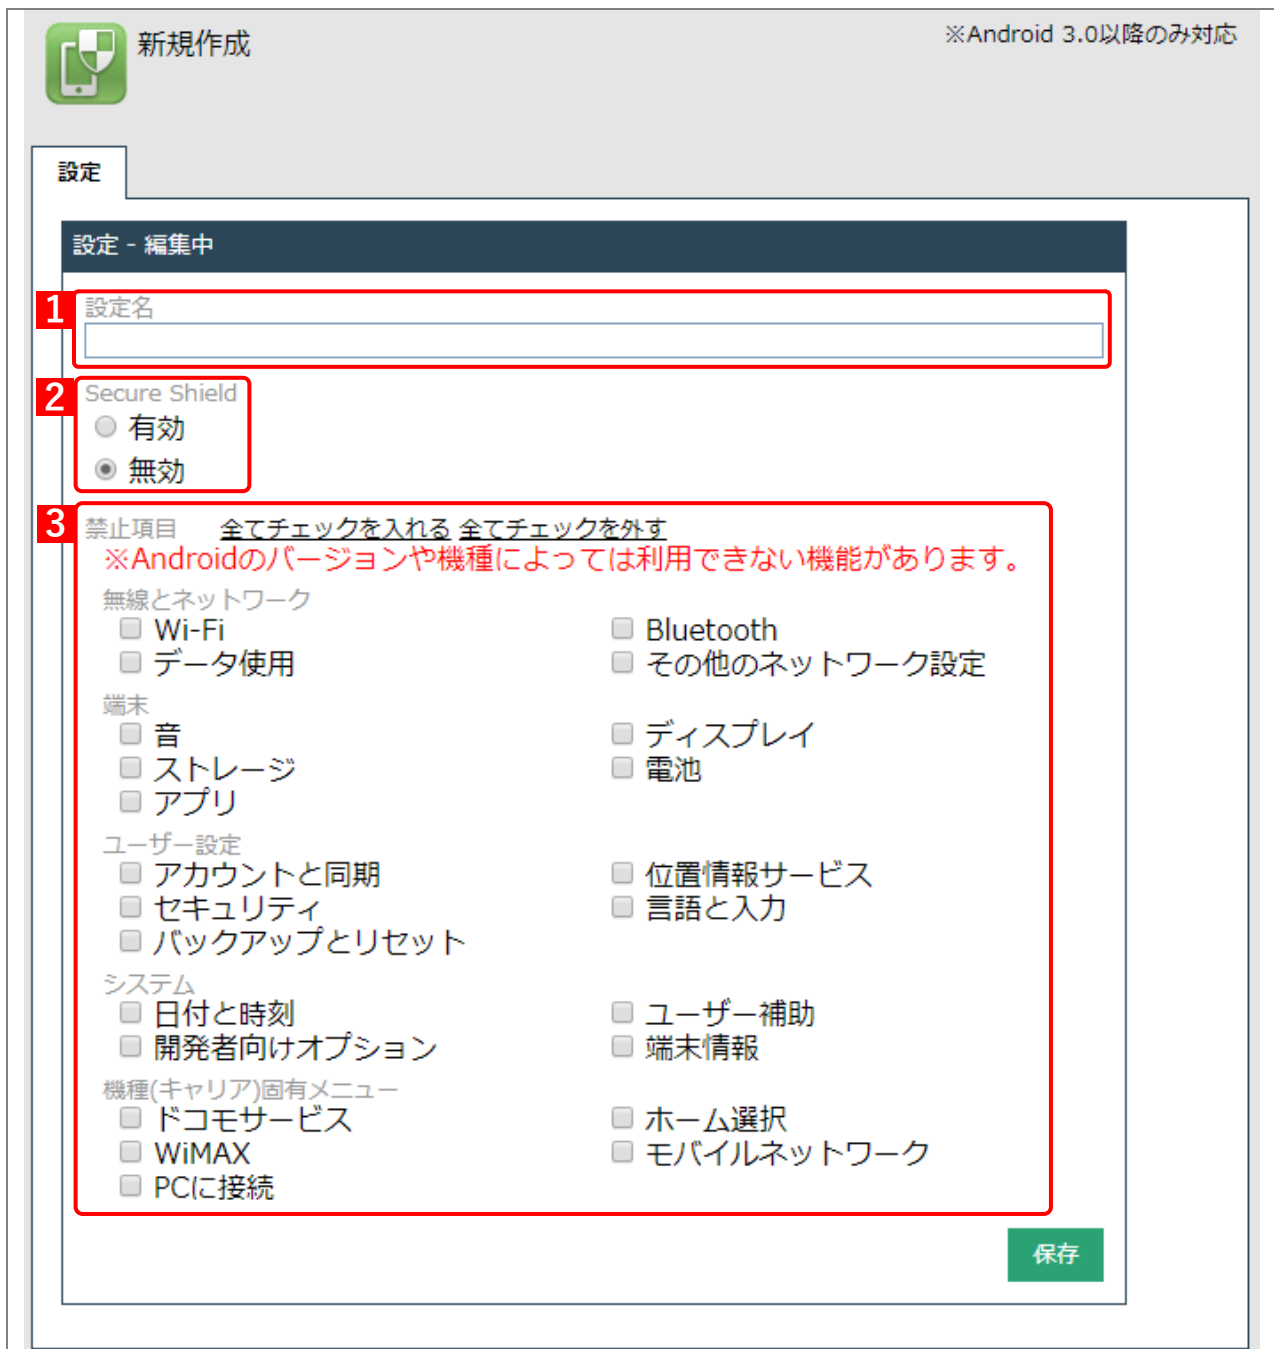 新規作成
※Android 3.0以降のみ対応
設定
設定 - 編集中
1
設定名
2
Secure Shield
有効
無効
3
禁止項目 全てチェックを入れる 全てチェックを外す
※Androidのバージョンや機種によっては利用できない機能があります。
無線とネットワーク
Wi-Fi Bluetooth
データ使用 その他のネットワーク設定
端末
音 ディスプレイ
ストレージ 電池
アプリ
ユーザー設定
アカウントと同期 位置情報サービス
セキュリティ 言語と入力
バックアップとリセット
システム
日付と時刻 ユーザー補助
開発者向けオプション 端末情報
機種(キャリア)固有メニュー
ドコモサービス ホーム選択
WiMAX モバイルネットワーク
PCに接続
保存